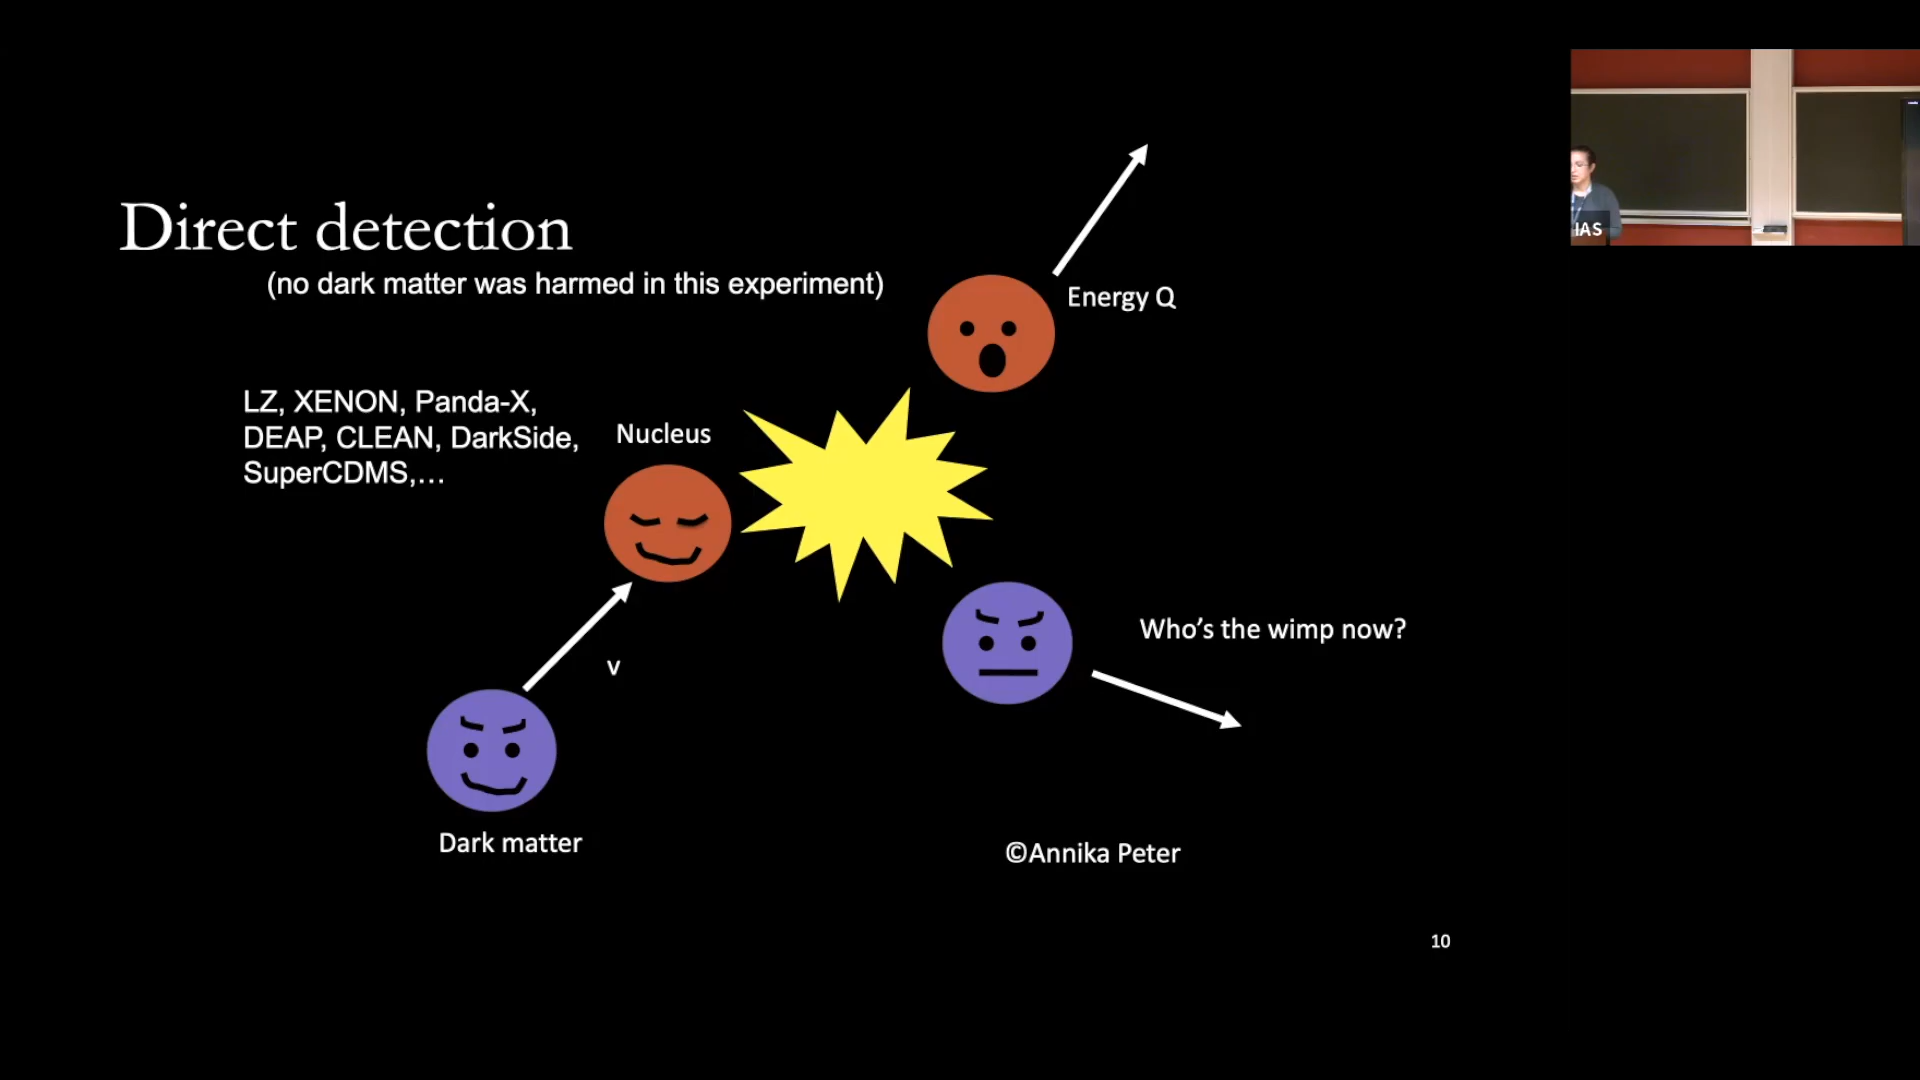 Direct detection
(no dark matter was harmed in this experiment)
Energy Q
LZ, XENON, Panda-X,
DEAP, CLEAN, DarkSide,
SuperCDMS,...
Nucleus
Who's the wimp now?
v
Dark matter
©Annika Peter
10
IAS